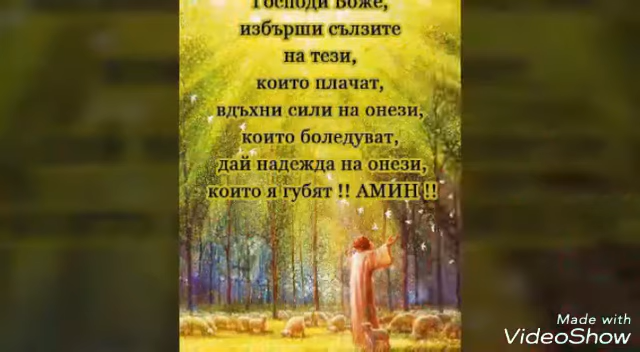 Господи Боже,
избърши сълзите
на тези,
които плачат,
вдъхни сили на онези,
които боледуват,
дай надежда на онези,
които я губят !! АМИН !!
Made with
VideoShow